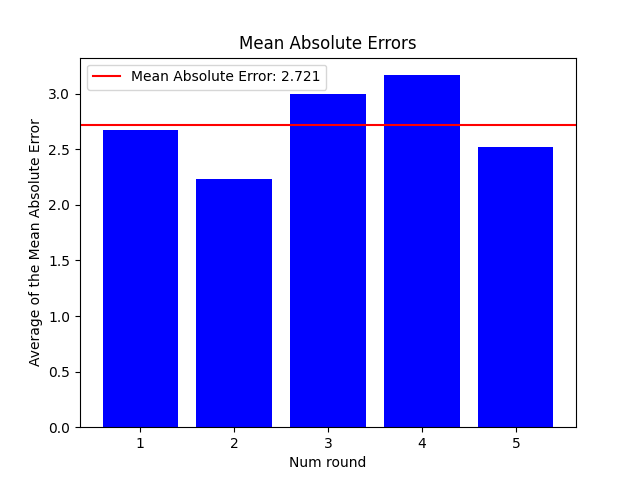 Mean Absolute Errors
Mean Absolute Error: 2.721
Average of the Mean Absolute Error
3.0
2.5
2.0
1.5
1.0
0.5
0.0
1 2 3 4 5
Num round